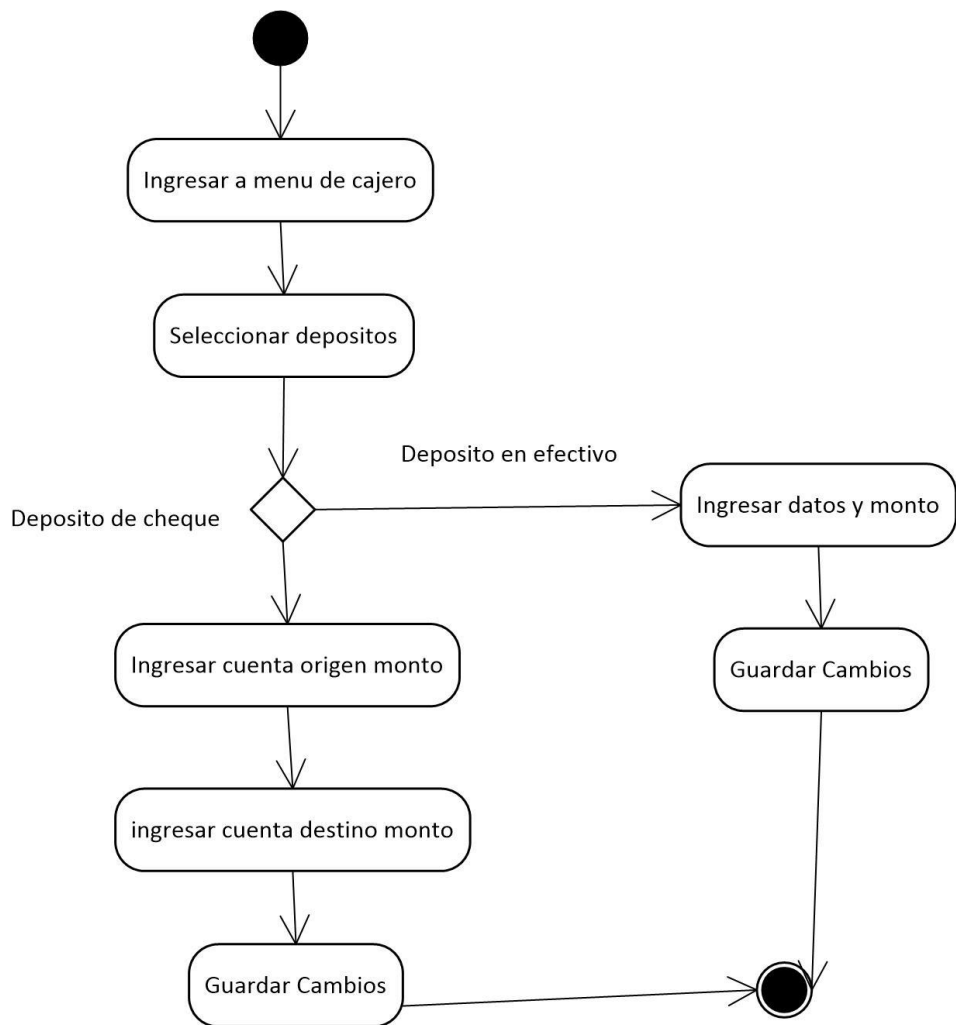 Ingresar a menu de cajero
Seleccionar depositos
Deposito en efectivo
Deposito de cheque
Ingresar datos y monto
Ingresar cuenta origen monto
Guardar Cambios
ingresar cuenta destino monto
Guardar Cambios